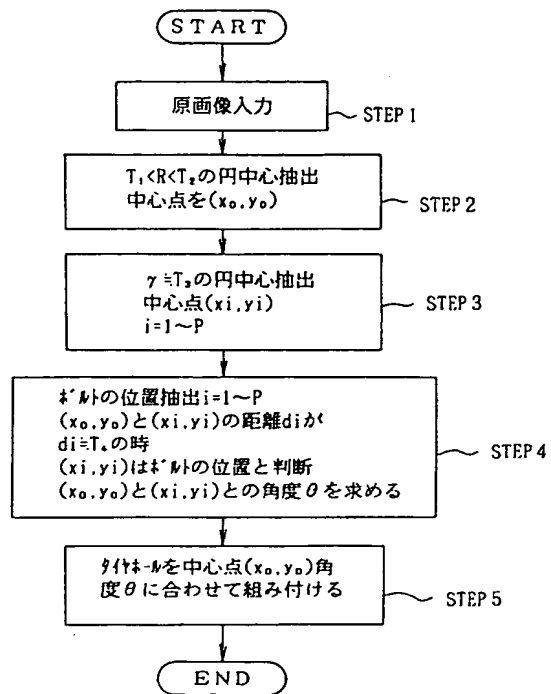 START
原画像入力
STEP 1
T₁<R<T₂の円中心抽出
中心点を(x₀,y₀)
STEP 2
γ≒T₃の円中心抽出
中心点(xi,yi)
i=1~P
STEP 3
ボルトの位置抽出i=1~P
(x₀,y₀)と(xi,yi)の距離diが
di≒T₄の時
(xi,yi)はボルトの位置と判断
(x₀,y₀)と(xi,yi)との角度θを求める
STEP 4
タイヤホールを中心点(x₀,y₀)角
度θに合わせて組み付ける
STEP 5
END